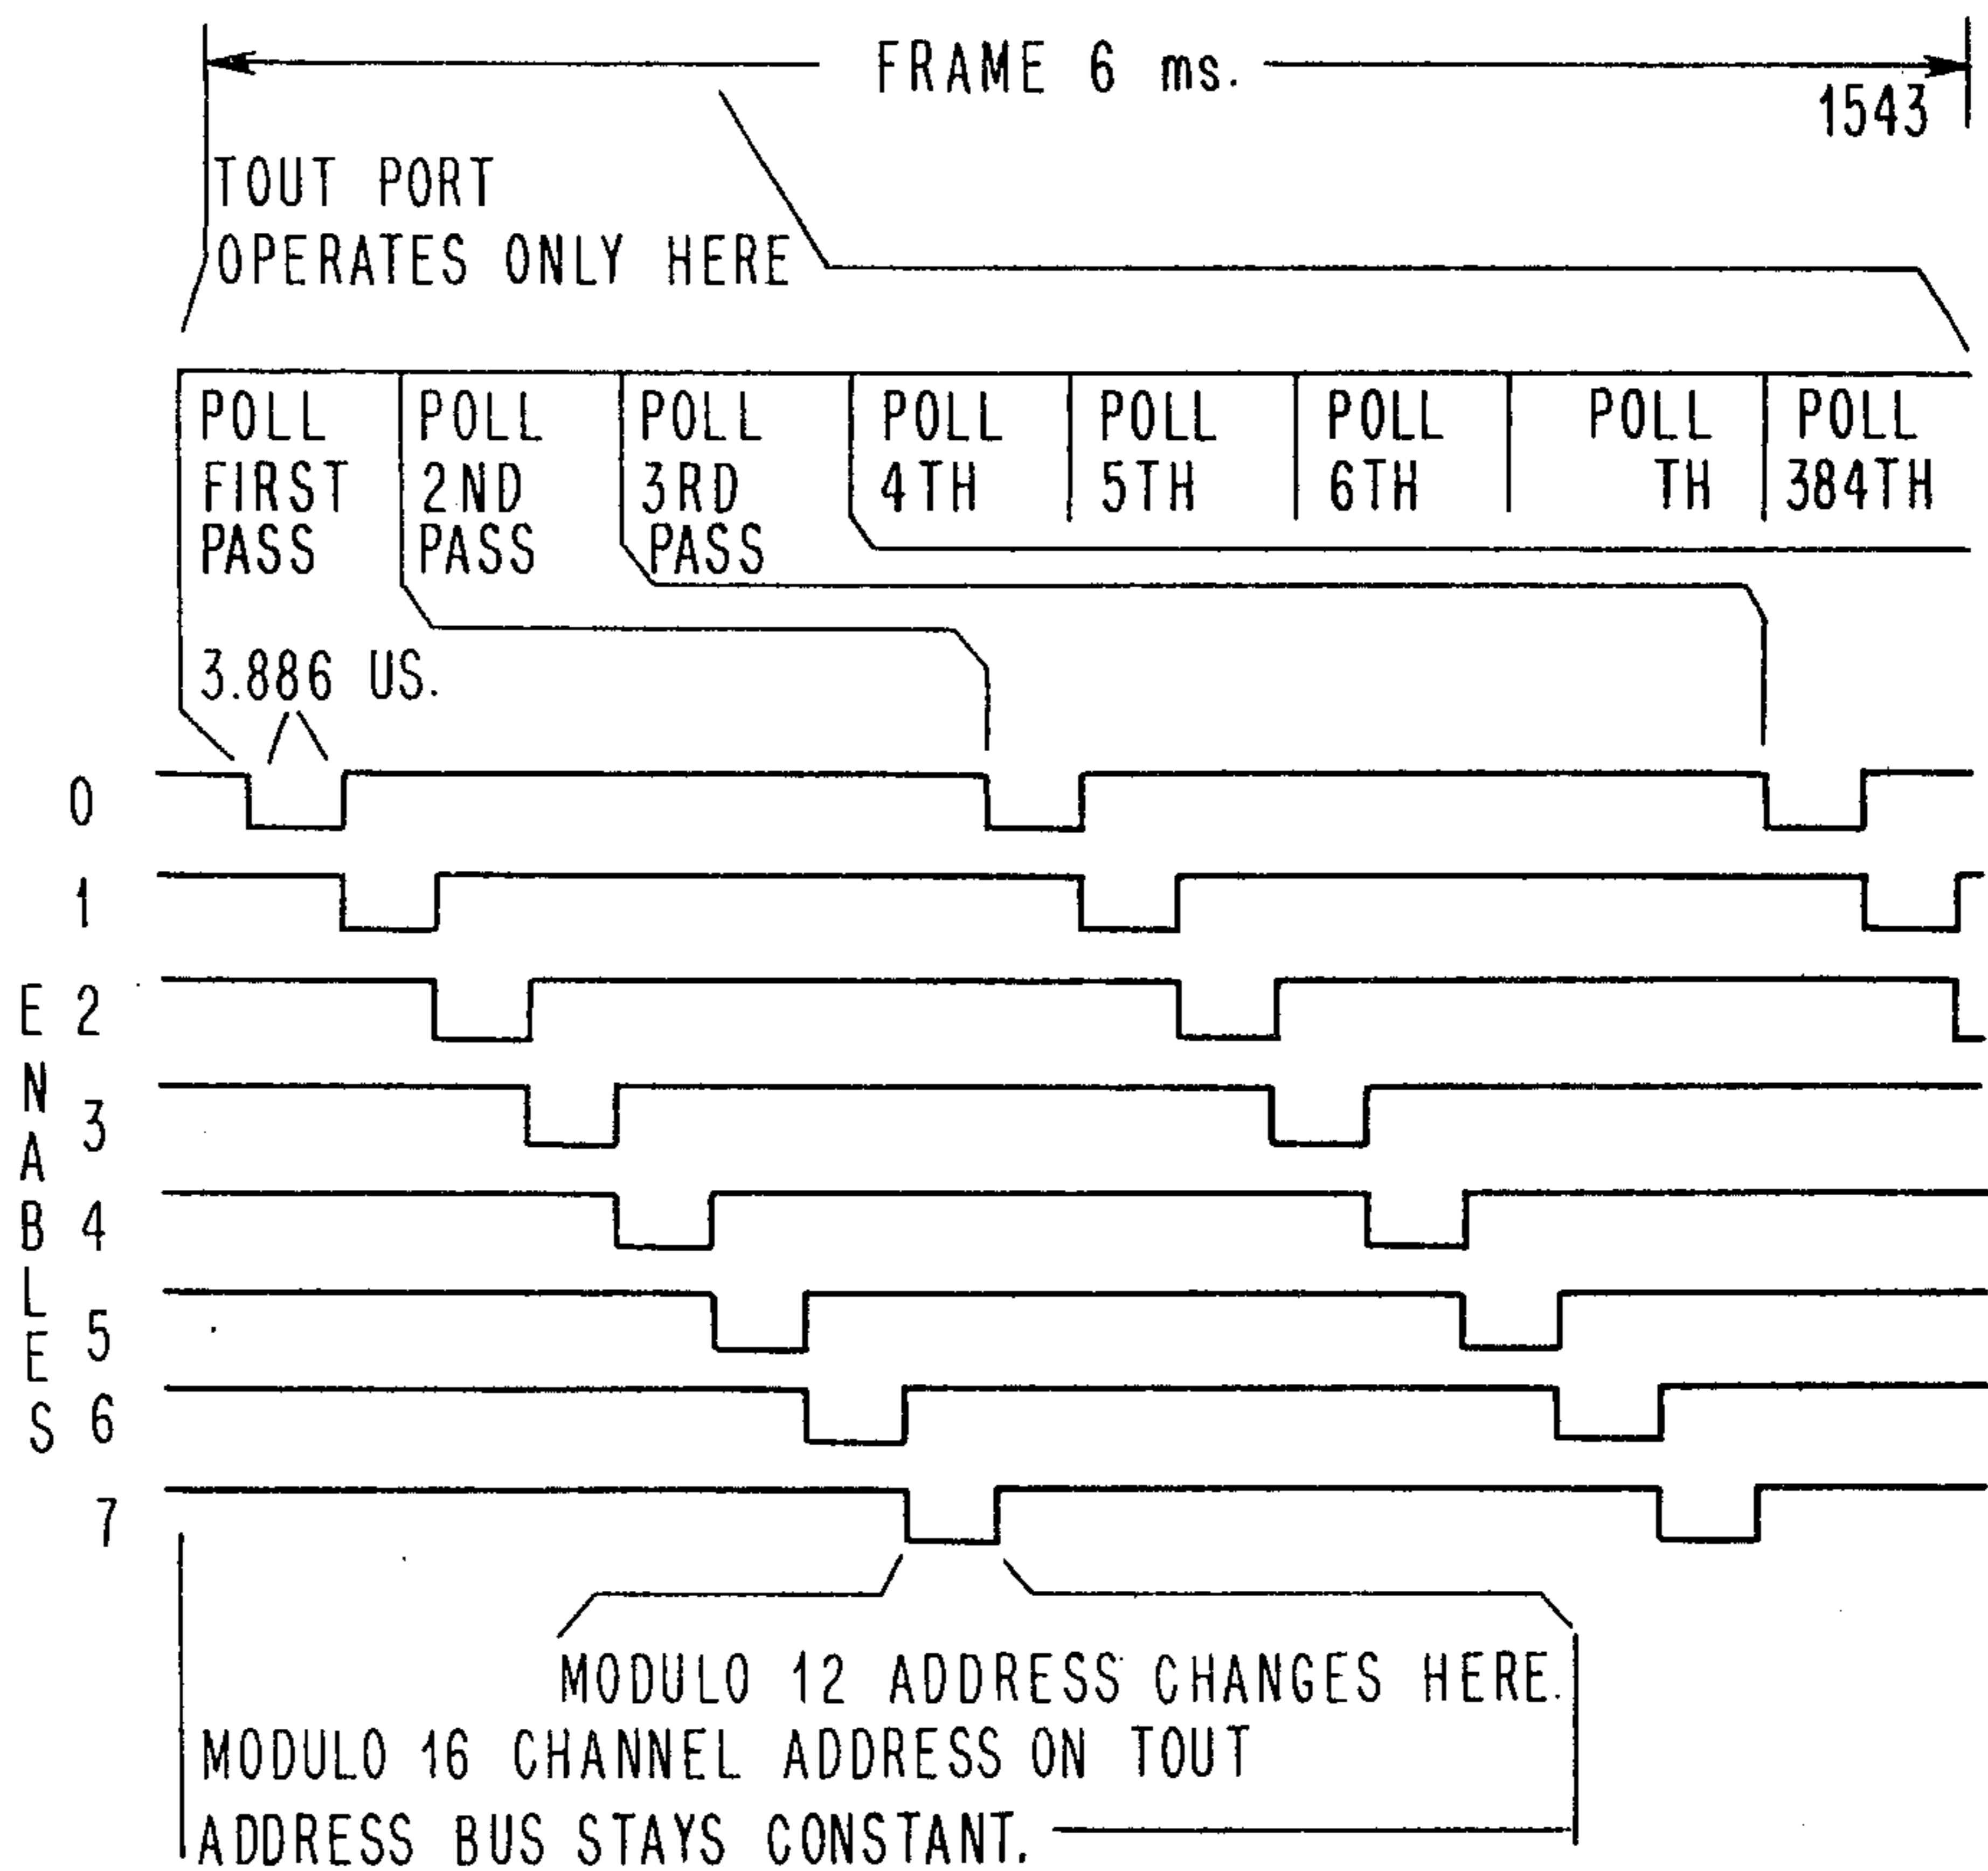 FRAME 6 ms.
1543
TOUT PORT
OPERATES ONLY HERE
POLL FIRST PASS
POLL 2ND PASS
POLL 3RD PASS
POLL 4TH
POLL 5TH
POLL 6TH
POLL TH
POLL 384TH
3.886 US.
ENABLES
0
1
2
3
4
5
6
7
MODULO 12 ADDRESS CHANGES HERE.
MODULO 16 CHANNEL ADDRESS ON TOUT
ADDRESS BUS STAYS CONSTANT.